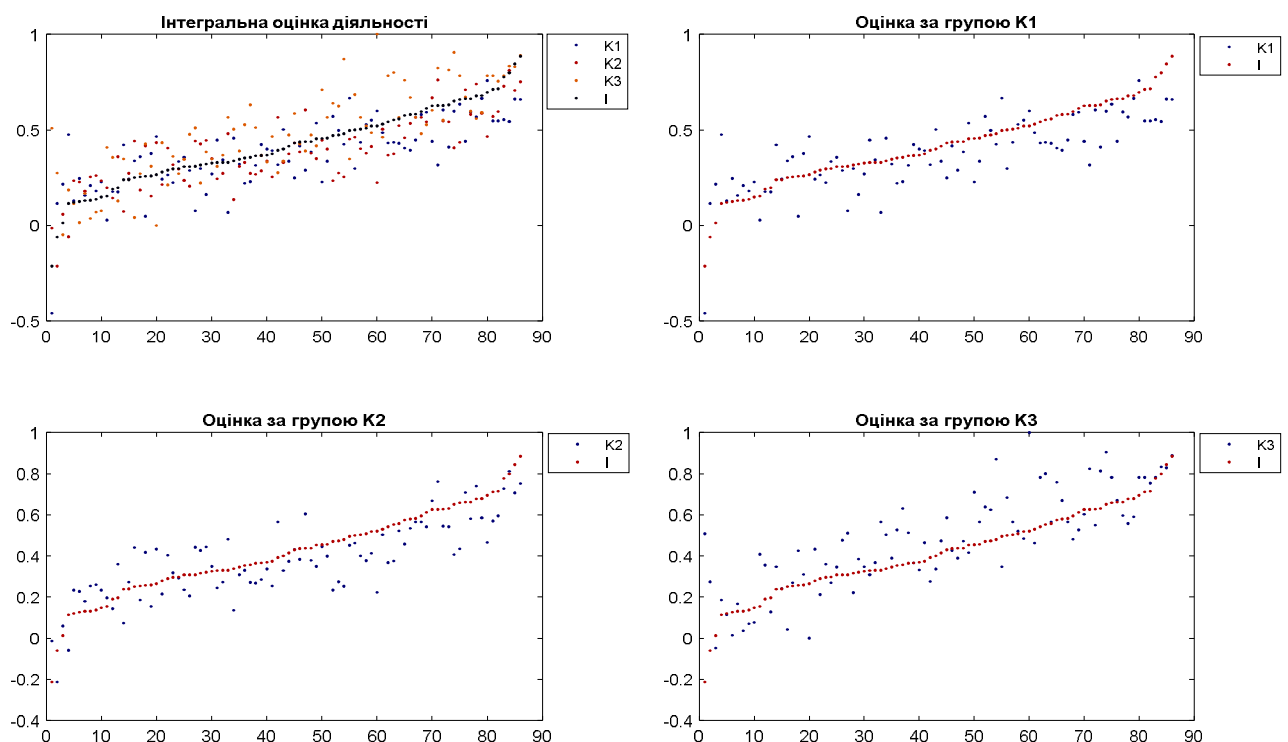 Інтегральна оцінка діяльності
1
0.5
0
-0.5
0 10 20 30 40 50 60 70 80 90
K1
K2
K3
I
Оцінка за групою K1
1
0.5
0
-0.5
0 10 20 30 40 50 60 70 80 90
K1
I
Оцінка за групою K2
1
0.8
0.6
0.4
0.2
0
-0.2
-0.4
0 10 20 30 40 50 60 70 80 90
K2
I
Оцінка за групою K3
1
0.8
0.6
0.4
0.2
0
-0.2
-0.4
0 10 20 30 40 50 60 70 80 90
K3
I